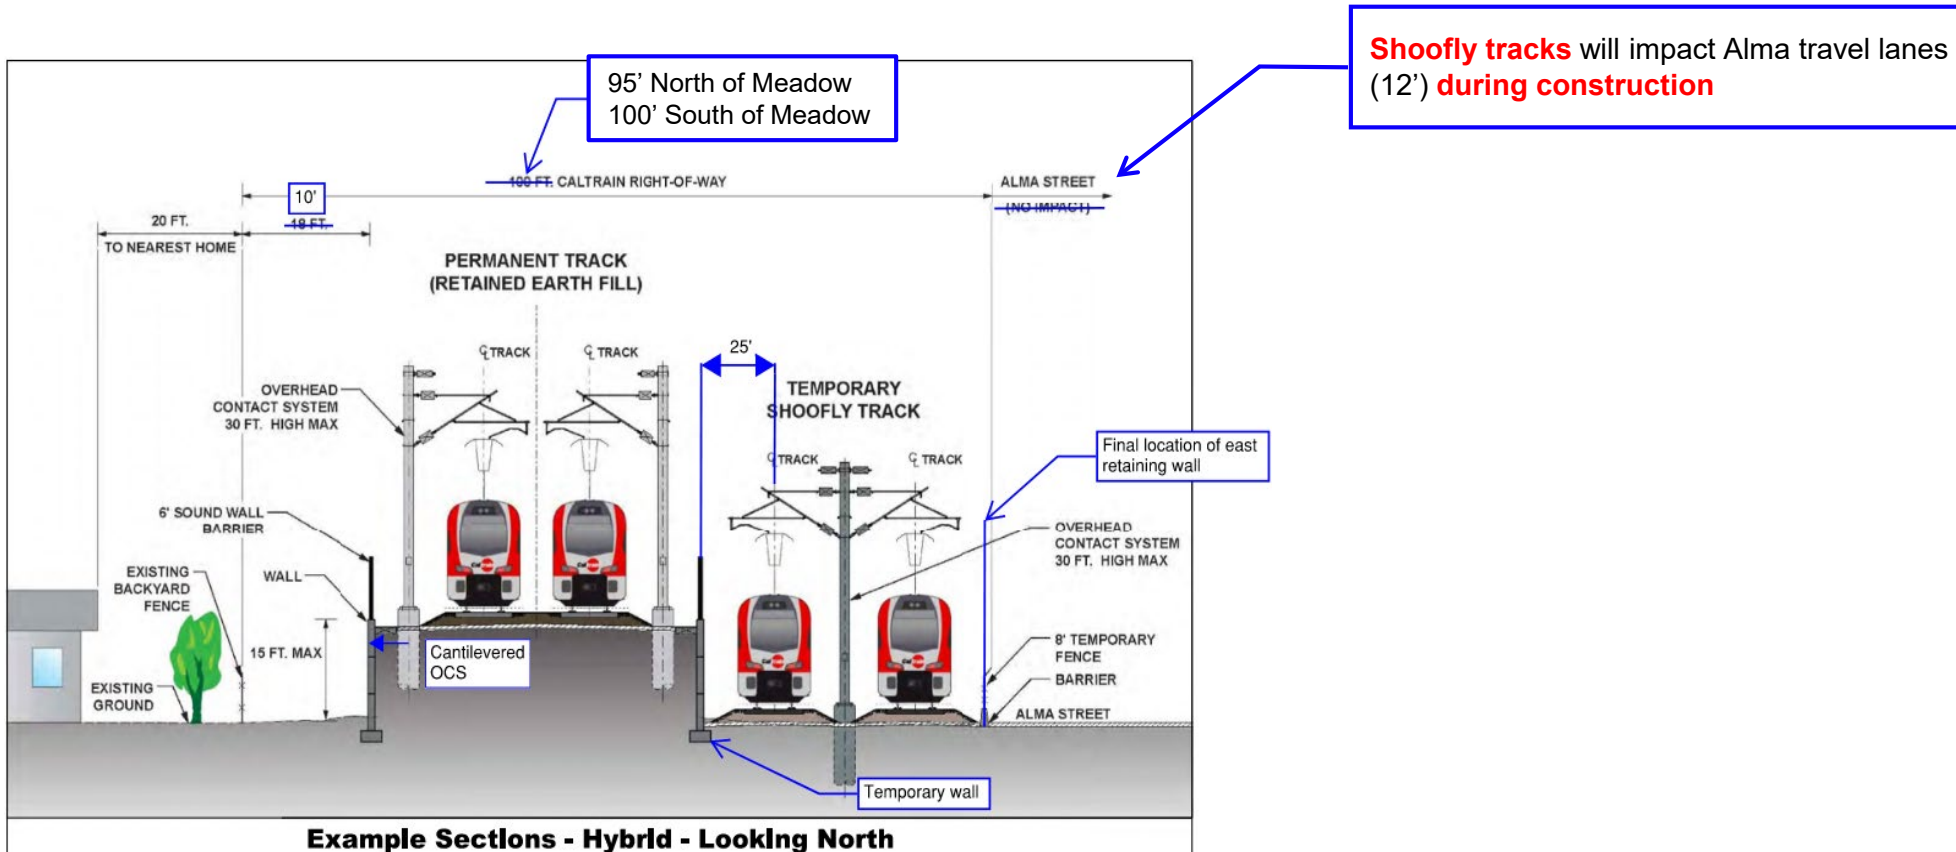 Shoofly tracks will impact Alma travel lanes
(12’) during construction
95’ North of Meadow
100’ South of Meadow
100 FT. CALTRAIN RIGHT-OF-WAY
ALMA STREET
(NO IMPACT)
10'
18 FT.
20 FT.
TO NEAREST HOME
PERMANENT TRACK
(RETAINED EARTH FILL)
℄ TRACK
℄ TRACK
25'
OVERHEAD
CONTACT SYSTEM
30 FT. HIGH MAX
TEMPORARY
SHOOFLY TRACK
℄ TRACK
℄ TRACK
Final location of east
retaining wall
6' SOUND WALL
BARRIER
OVERHEAD
CONTACT SYSTEM
30 FT. HIGH MAX
EXISTING
BACKYARD
FENCE
WALL
15 FT. MAX
Cantilevered
OCS
8' TEMPORARY
FENCE
BARRIER
EXISTING
GROUND
ALMA STREET
Temporary wall
Example Sections - Hybrid - Looking North